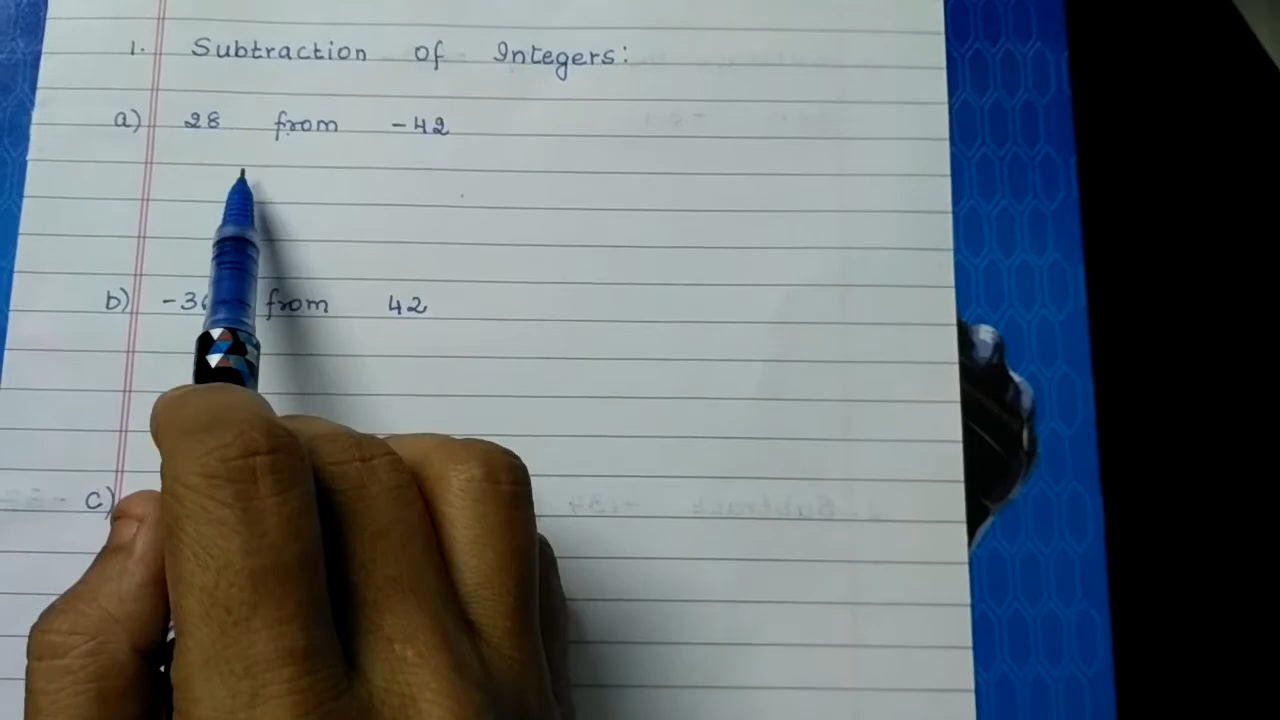 1. Subtraction of Integers:
a) 28 from -42
b) from 42
c)